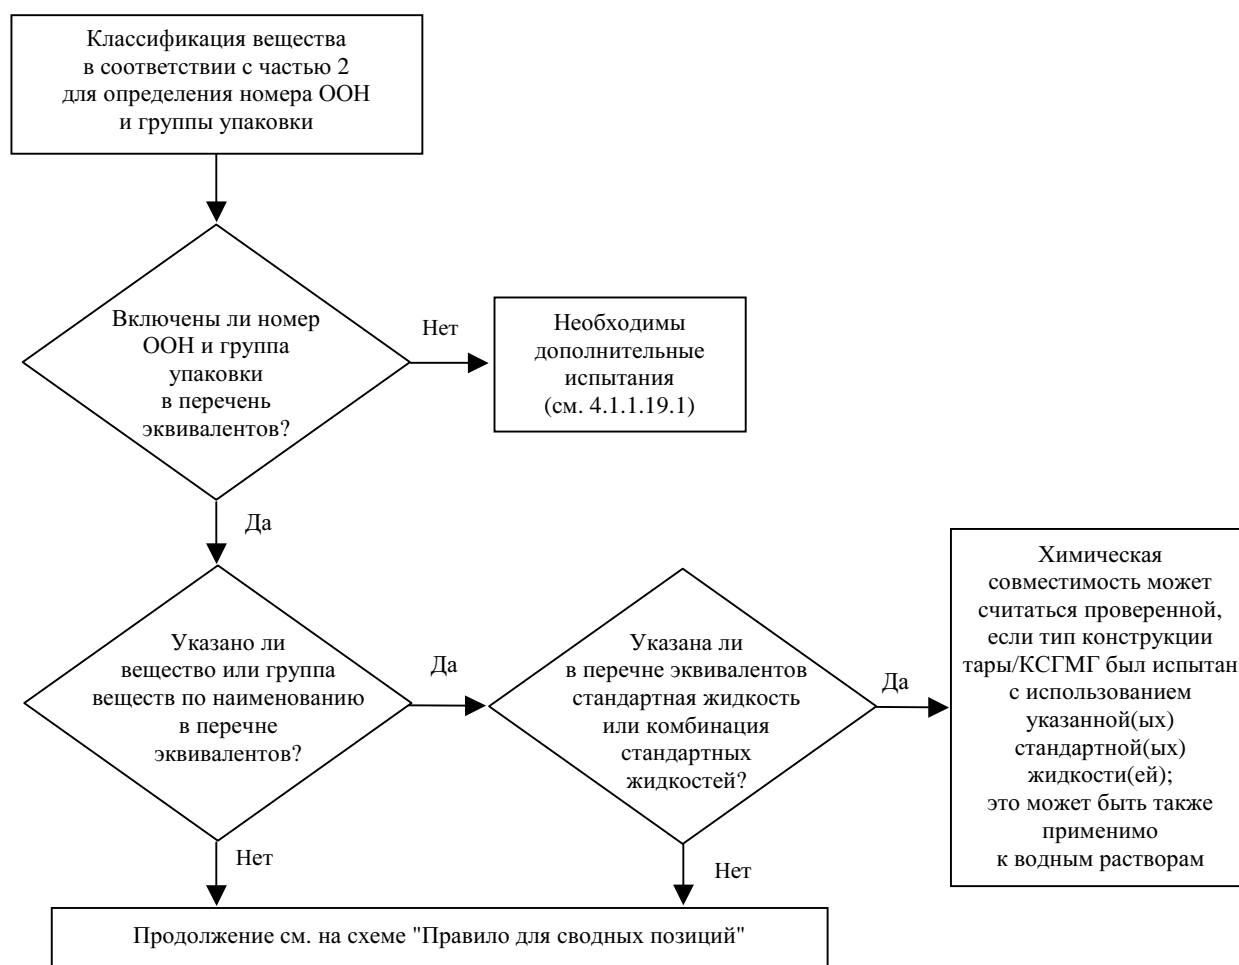 Классификация вещества
в соответствии с частью 2
для определения номера ООН
и группы упаковки
Включены ли номер
ООН и группа
упаковки
в перечень
эквивалентов?
Нет
Необходимы
дополнительные
испытания
(см. 4.1.1.19.1)
Да
Указано ли
вещество или группа
веществ по наименованию
в перечне
эквивалентов?
Да
Указана ли
в перечне эквивалентов
стандартная жидкость
или комбинация
стандартных
жидкостей?
Да
Химическая
совместимость может
считаться проверенной,
если тип конструкции
тары/КСГМГ был испытан
с использованием
указанной(ых)
стандартной(ых)
жидкости(ей);
это может быть также
применимо
к водным растворам
Нет
Нет
Продолжение см. на схеме "Правило для сводных позиций"